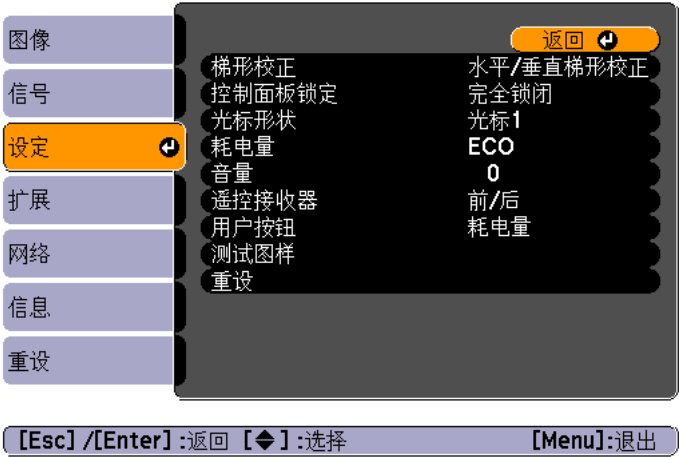 图像
信号
设定
扩展
网络
信息
重设
返回
梯形校正 水平/垂直梯形校正
控制面板锁定 完全锁闭
光标形状 光标1
耗电量 ECO
音量 0
遥控接收器 前/后
用户按钮 耗电量
测试图样
重设
[Esc] /[Enter] :返回 [◆] :选择 [Menu]:退出